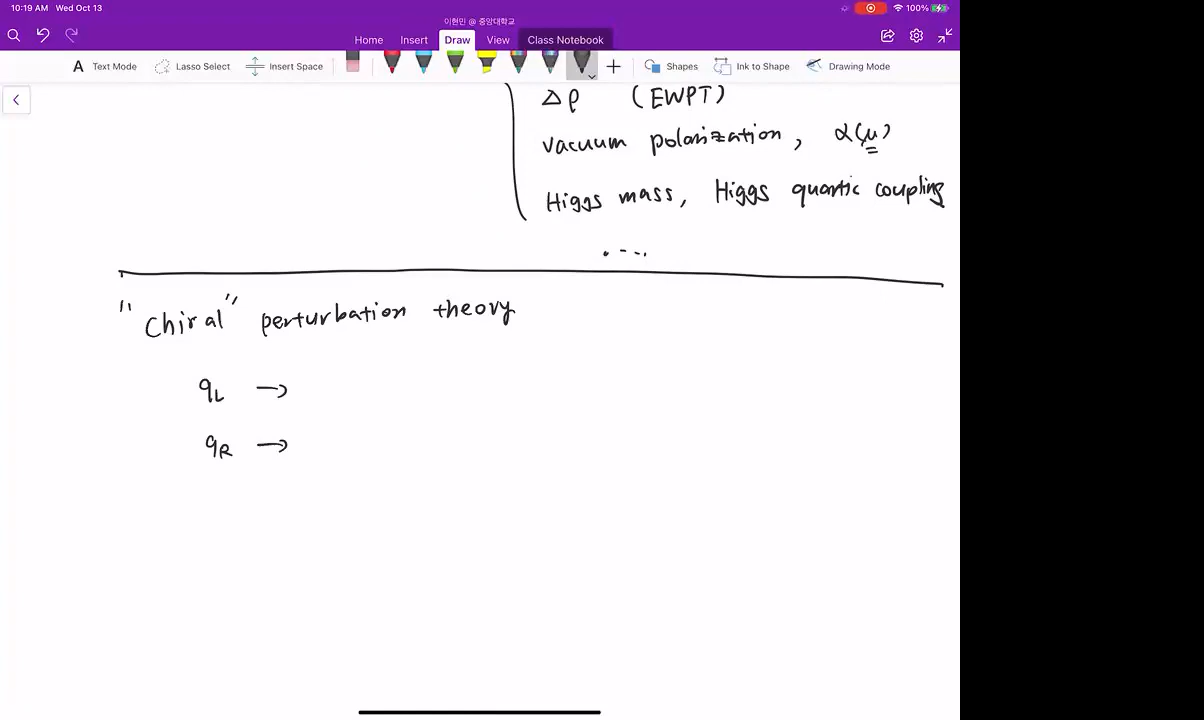 10:19 AM Wed Oct 13
100%
이현민 @ 중앙대학교
Home Insert Draw View Class Notebook
Text Mode Lasso Select Insert Space Shapes Ink to Shape Drawing Mode
Δρ (EWPT)
vacuum polarization, α(μ)
Higgs mass, Higgs quartic coupling
....
"Chiral" perturbation theory
q_L →
q_R →